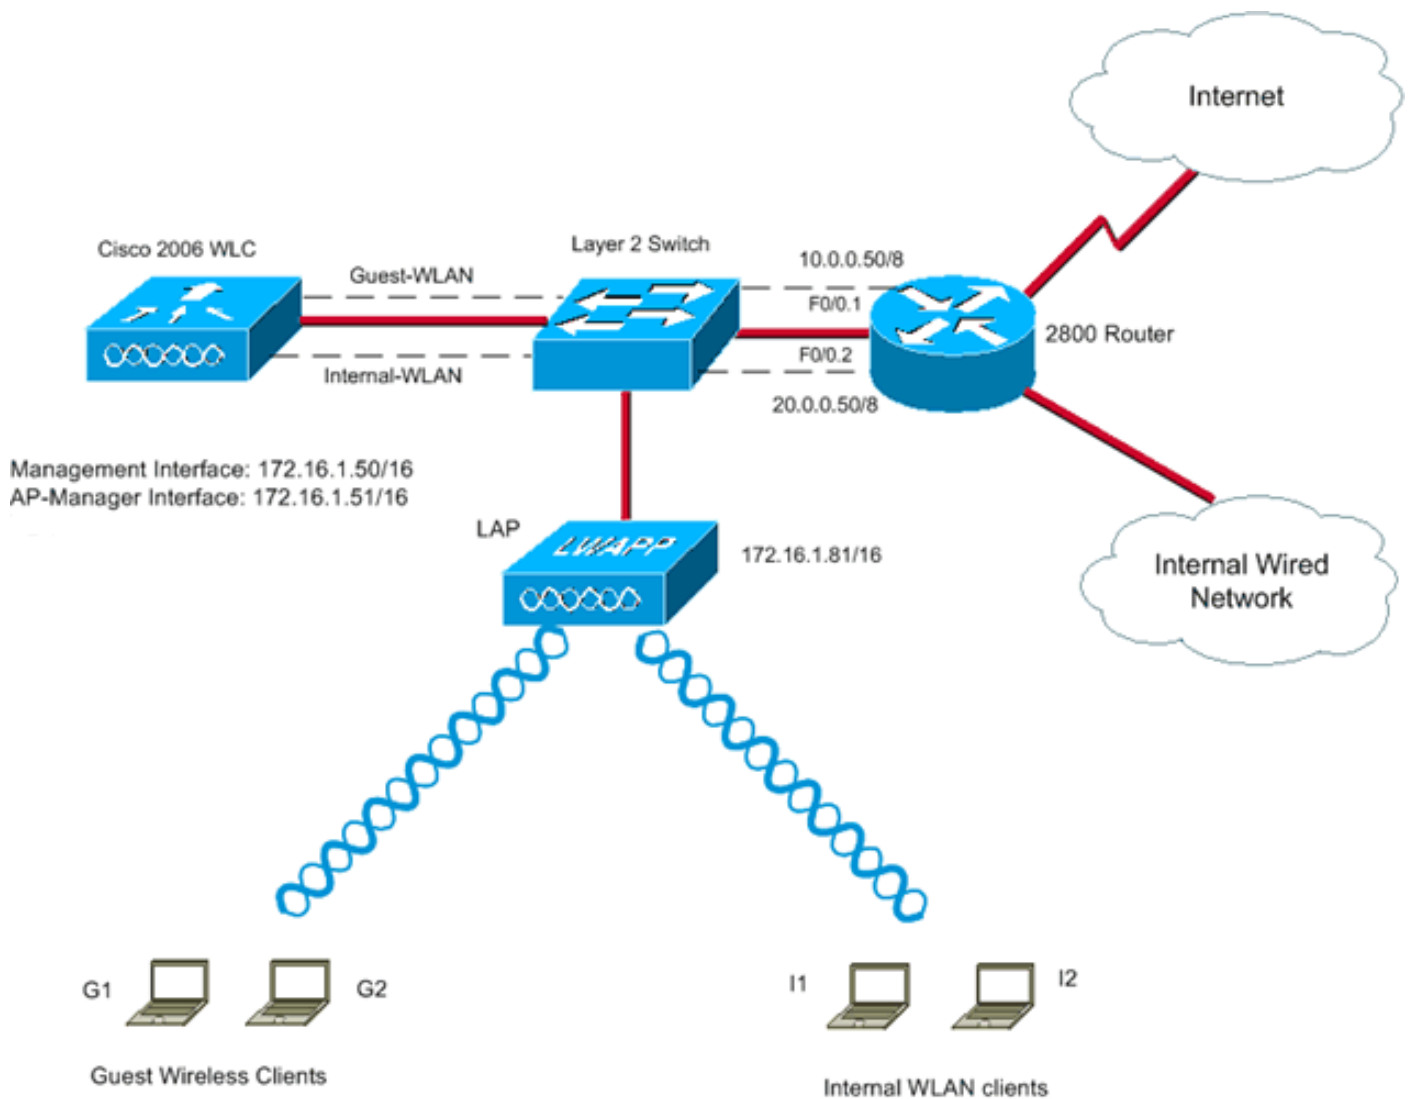 Internet
Cisco 2006 WLC
Layer 2 Switch
10.0.0.50/8
Guest-WLAN
F0/0.1
2800 Router
F0/0.2
Internal-WLAN
20.0.0.50/8
Management Interface: 172.16.1.50/16
AP-Manager Interface: 172.16.1.51/16
LAP
LWAPP
172.16.1.81/16
Internal Wired
Network
G1
G2
I1
I2
Guest Wireless Clients
Internal WLAN clients